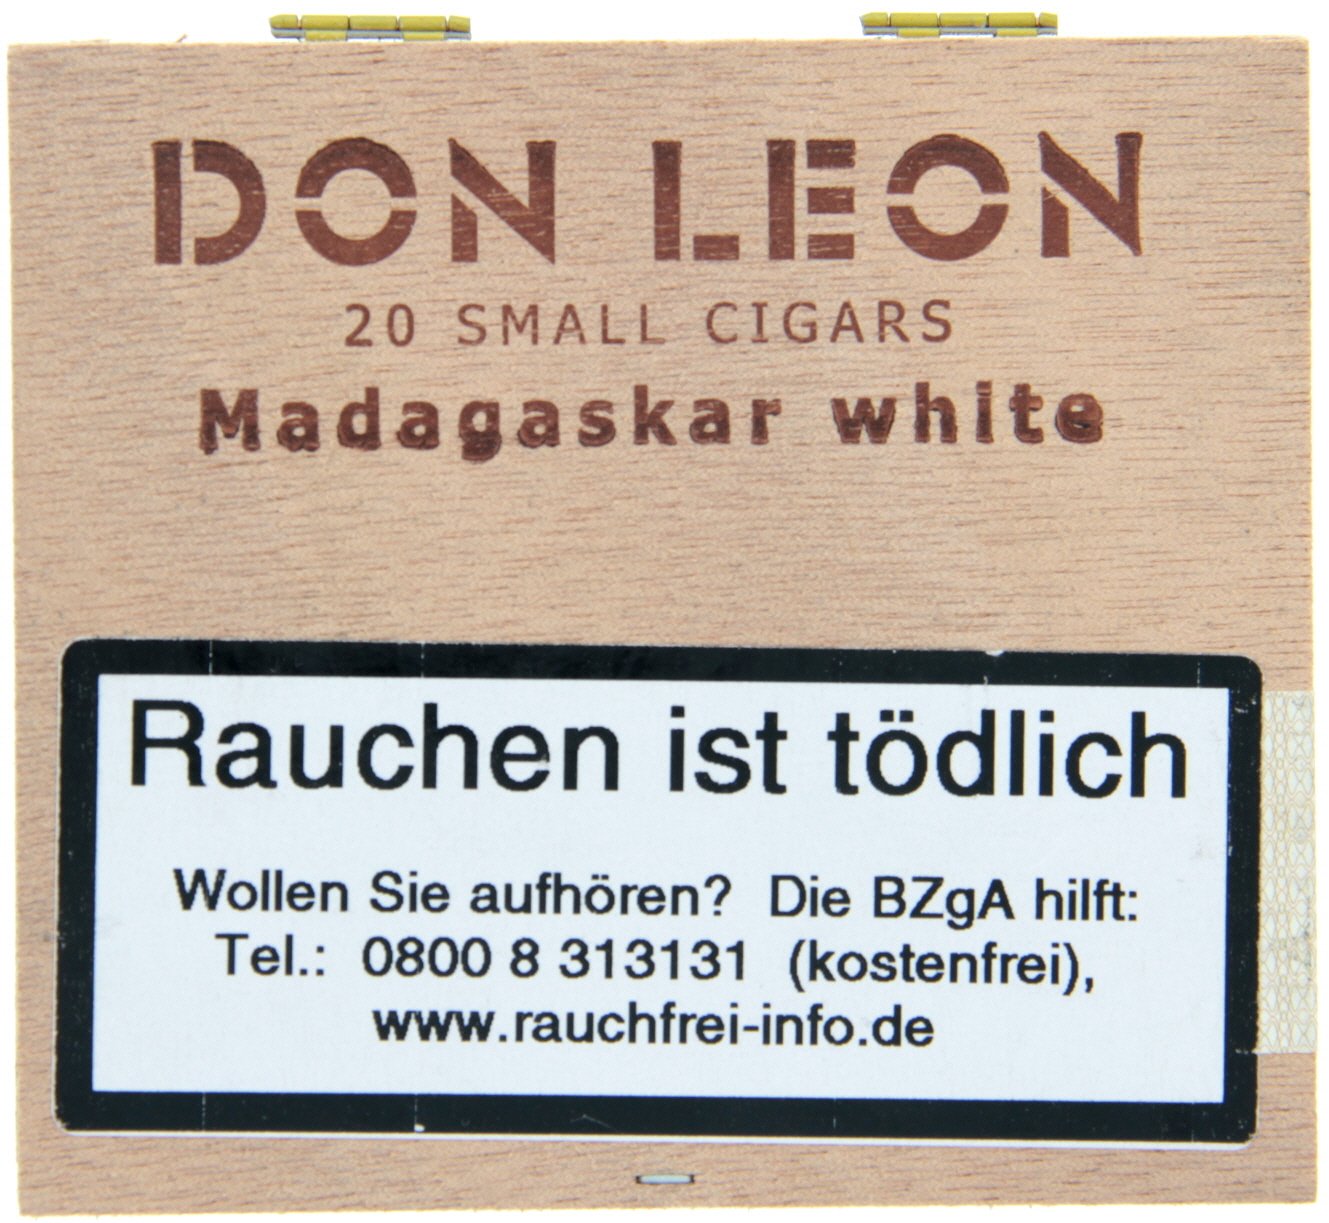 DON LEON
20 SMALL CIGARS
Madagaskar white
Rauchen ist tödlich
Wollen Sie aufhören? Die BZgA hilft:
Tel.: 0800 8 313131 (kostenfrei),
www.rauchfrei-info.de